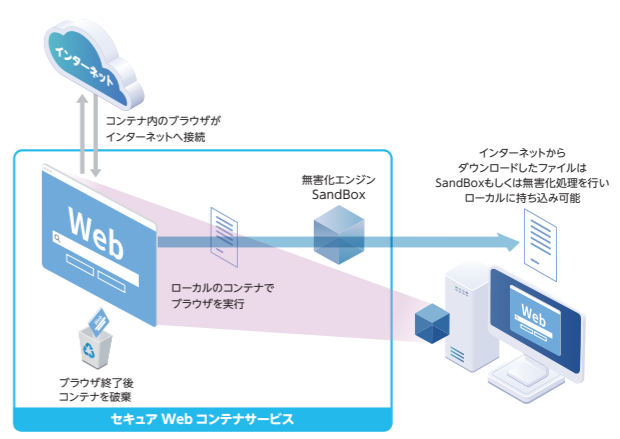 インターネット
コンテナ内のブラウザが
インターネットへ接続
無害化エンジン
SandBox
インターネットから
ダウンロードしたファイルは
SandBoxもしくは無害化処理を行い
ローカルに持ち込み可能
Web
ローカルのコンテナで
ブラウザを実行
Web
ブラウザ終了後
コンテナを破棄
セキュア Web コンテナサービス